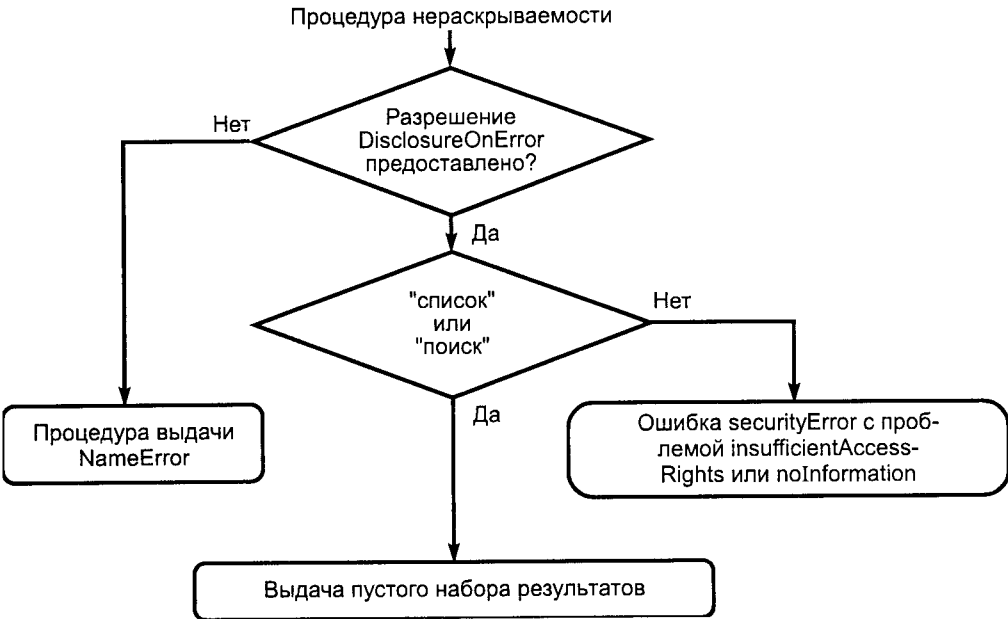 Процедура нераскрываемости
Разрешение
DisclosureOnError
предоставлено?
Нет
Да
"список"
или
"поиск"
Нет
Да
Процедура выдачи
NameError
Ошибка securityError с проб-
лемой insufficientAccess-
Rights или noInformation
Выдача пустого набора результатов